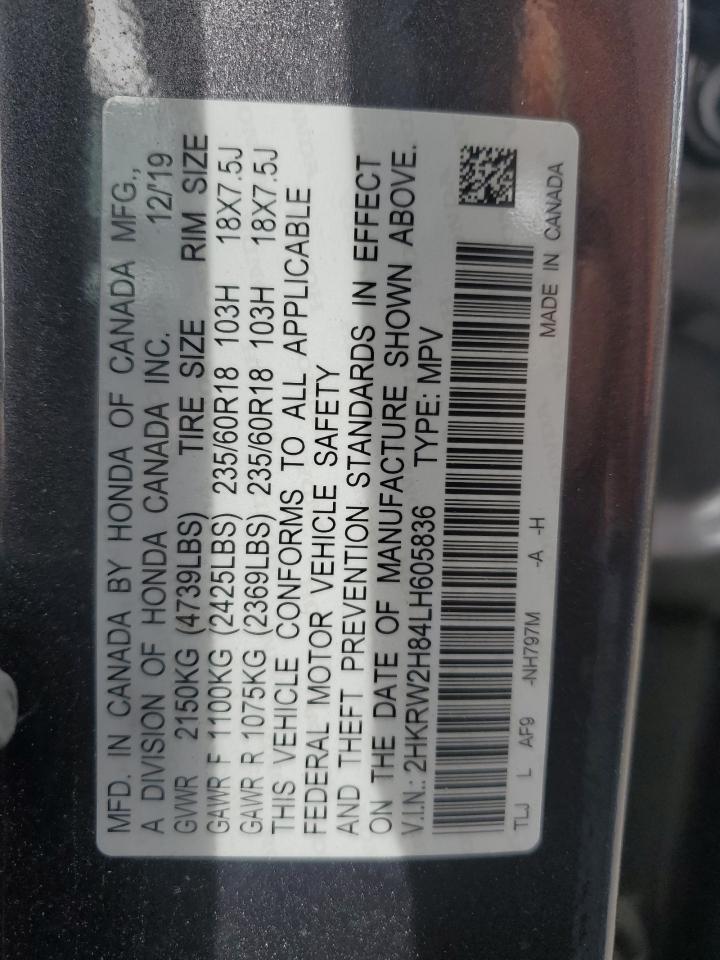 MFD. IN CANADA BY HONDA OF CANADA MFG.,
A DIVISION OF HONDA CANADA INC. 12/'19
GVWR 2150KG (4739LBS) TIRE SIZE RIM SIZE
GAWR F 1100KG (2425LBS) 235/60R18 103H 18X7.5J
GAWR R 1075KG (2369LBS) 235/60R18 103H 18X7.5J
THIS VEHICLE CONFORMS TO ALL APPLICABLE
FEDERAL MOTOR VEHICLE SAFETY
AND THEFT PREVENTION STANDARDS IN EFFECT
ON THE DATE OF MANUFACTURE SHOWN ABOVE.
V.I.N.: 2HKRW2H84LH605836 TYPE: MPV
TLJ L AF9 -NH797M -A -H
MADE IN CANADA